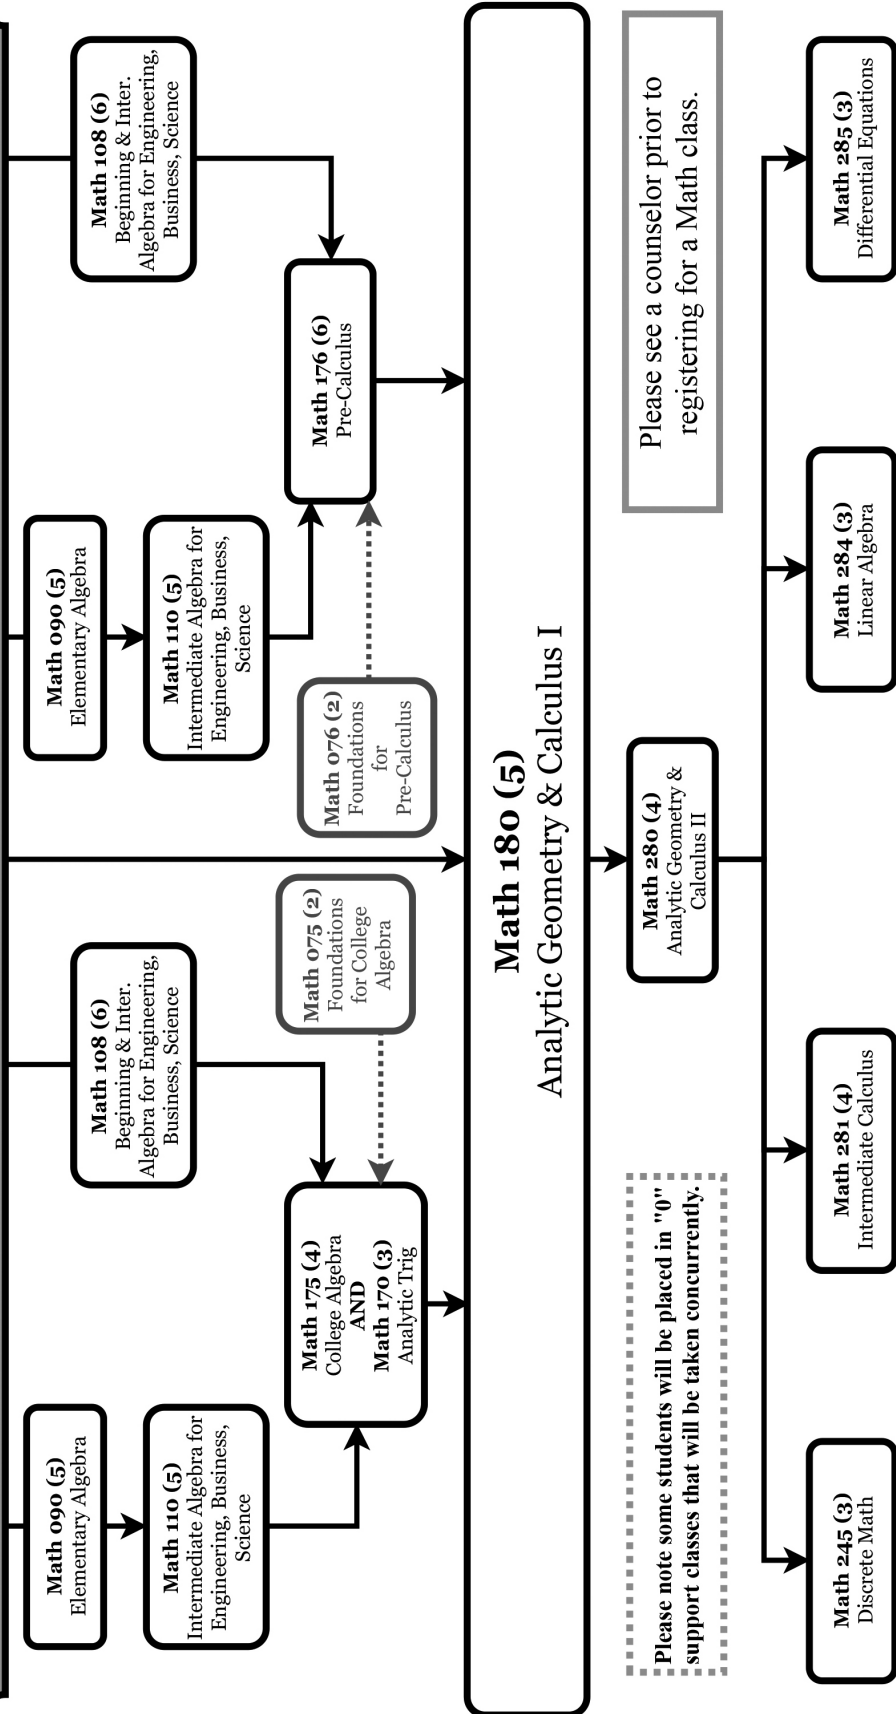 Math 090 (5)
Elementary Algebra
Math 110 (5)
Intermediate Algebra for
Engineering, Business,
Science
Math 108 (6)
Beginning & Inter.
Algebra for Engineering,
Business, Science
Math 090 (5)
Elementary Algebra
Math 110 (5)
Intermediate Algebra for
Engineering, Business,
Science
Math 108 (6)
Beginning & Inter.
Algebra for Engineering,
Business, Science
Math 175 (4)
College Algebra
AND
Math 170 (3)
Analytic Trig
Math 075 (2)
Foundations
for College
Algebra
Math 076 (2)
Foundations
for
Pre-Calculus
Math 176 (6)
Pre-Calculus
Math 180 (5)
Analytic Geometry & Calculus I
Please note some students will be placed in "0"
support classes that will be taken concurrently.
Math 280 (4)
Analytic Geometry &
Calculus II
Please see a counselor prior to
registering for a Math class.
Math 245 (3)
Discrete Math
Math 281 (4)
Intermediate Calculus
Math 284 (3)
Linear Algebra
Math 285 (3)
Differential Equations